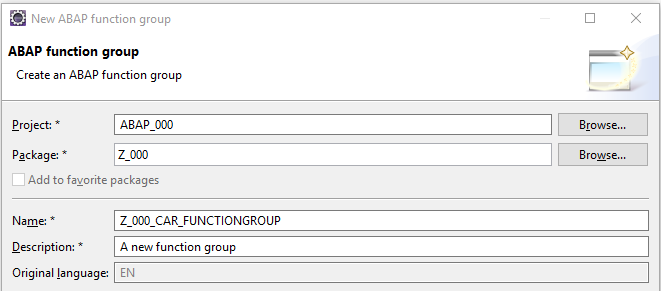 New ABAP function group
ABAP function group
Create an ABAP function group
Project: * ABAP_000 Browse...
Package: * Z_000 Browse...
Add to favorite packages
Name: * Z_000_CAR_FUNCTIONGROUP
Description: * A new function group
Original language: EN